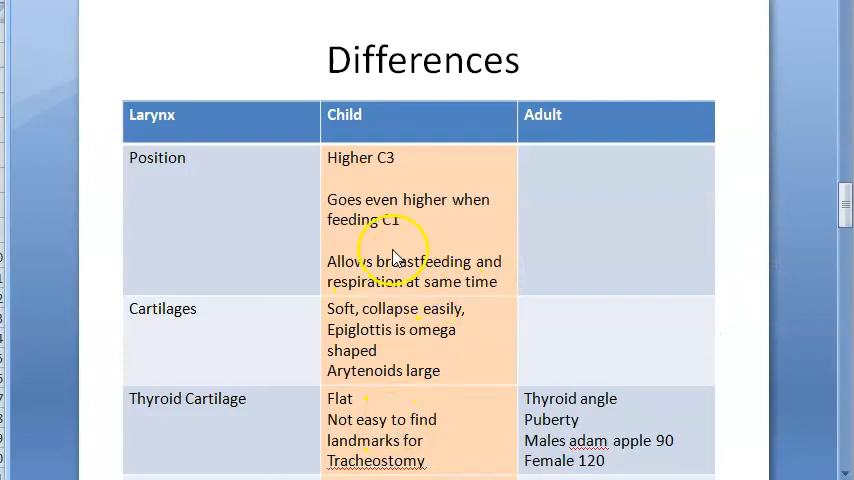 Differences
Larynx
Child
Adult
Position
Higher C3
Goes even higher when
feeding C1
Allows breastfeeding and
respiration at same time
Cartilages
Soft, collapse easily,
Epiglottis is omega
shaped
Arytenoids large
Thyroid Cartilage
Flat
Not easy to find
landmarks for
Tracheostomy
Thyroid angle
Puberty
Males adam apple 90
Female 120